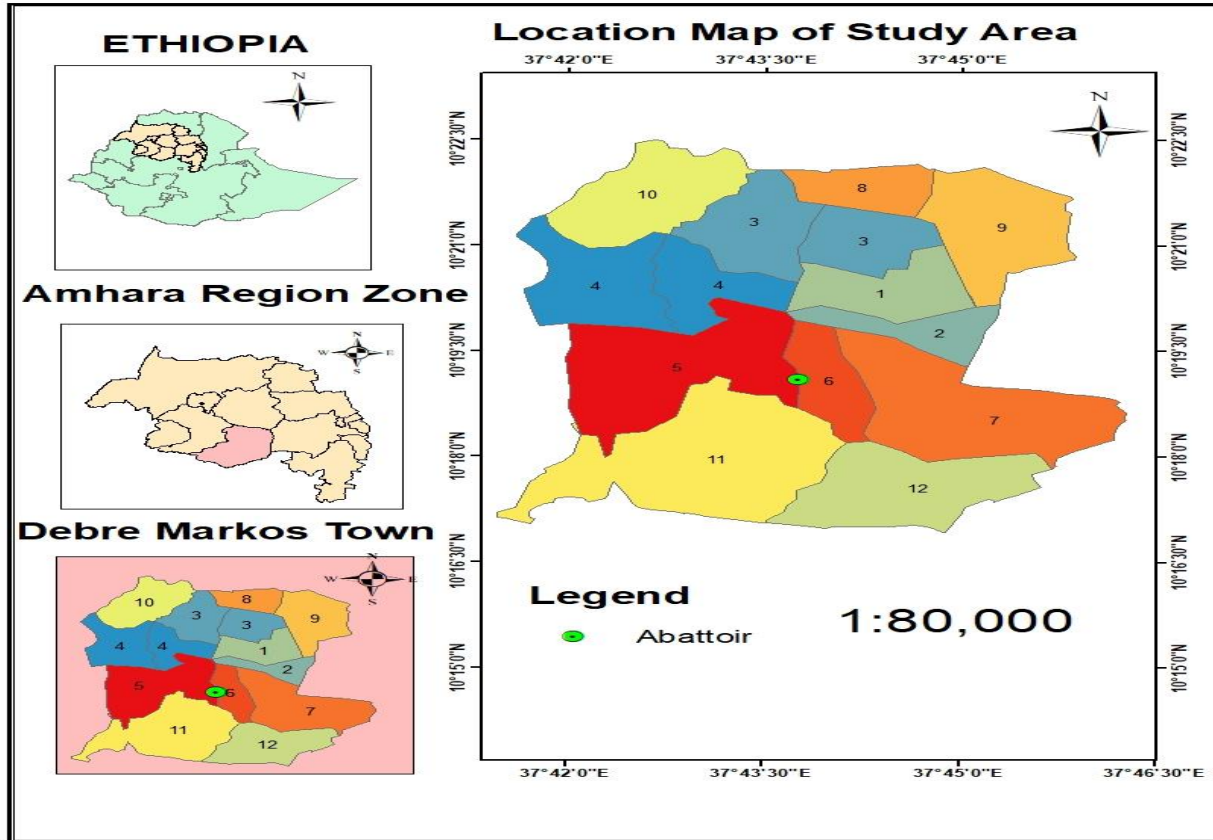 ETHIOPIA
N
Amhara Region Zone
N
W E
S
Debre Markos Town
N
W E
S
10
8
3
9
3
4
4
1
2
5
6
7
11
12
Location Map of Study Area
37°42'0"E 37°43'30"E 37°45'0"E
N
10°22'30"N
10°21'0"N
10°19'30"N
10°18'0"N
10°16'30"N
10°15'0"N
10
8
3
3
9
4
4
1
2
5
6
7
11
12
10°22'30"N
10°21'0"N
10°19'30"N
10°18'0"N
10°16'30"N
10°15'0"N
Legend
Abattoir
1:80,000
37°42'0"E 37°43'30"E 37°45'0"E 37°46'30"E